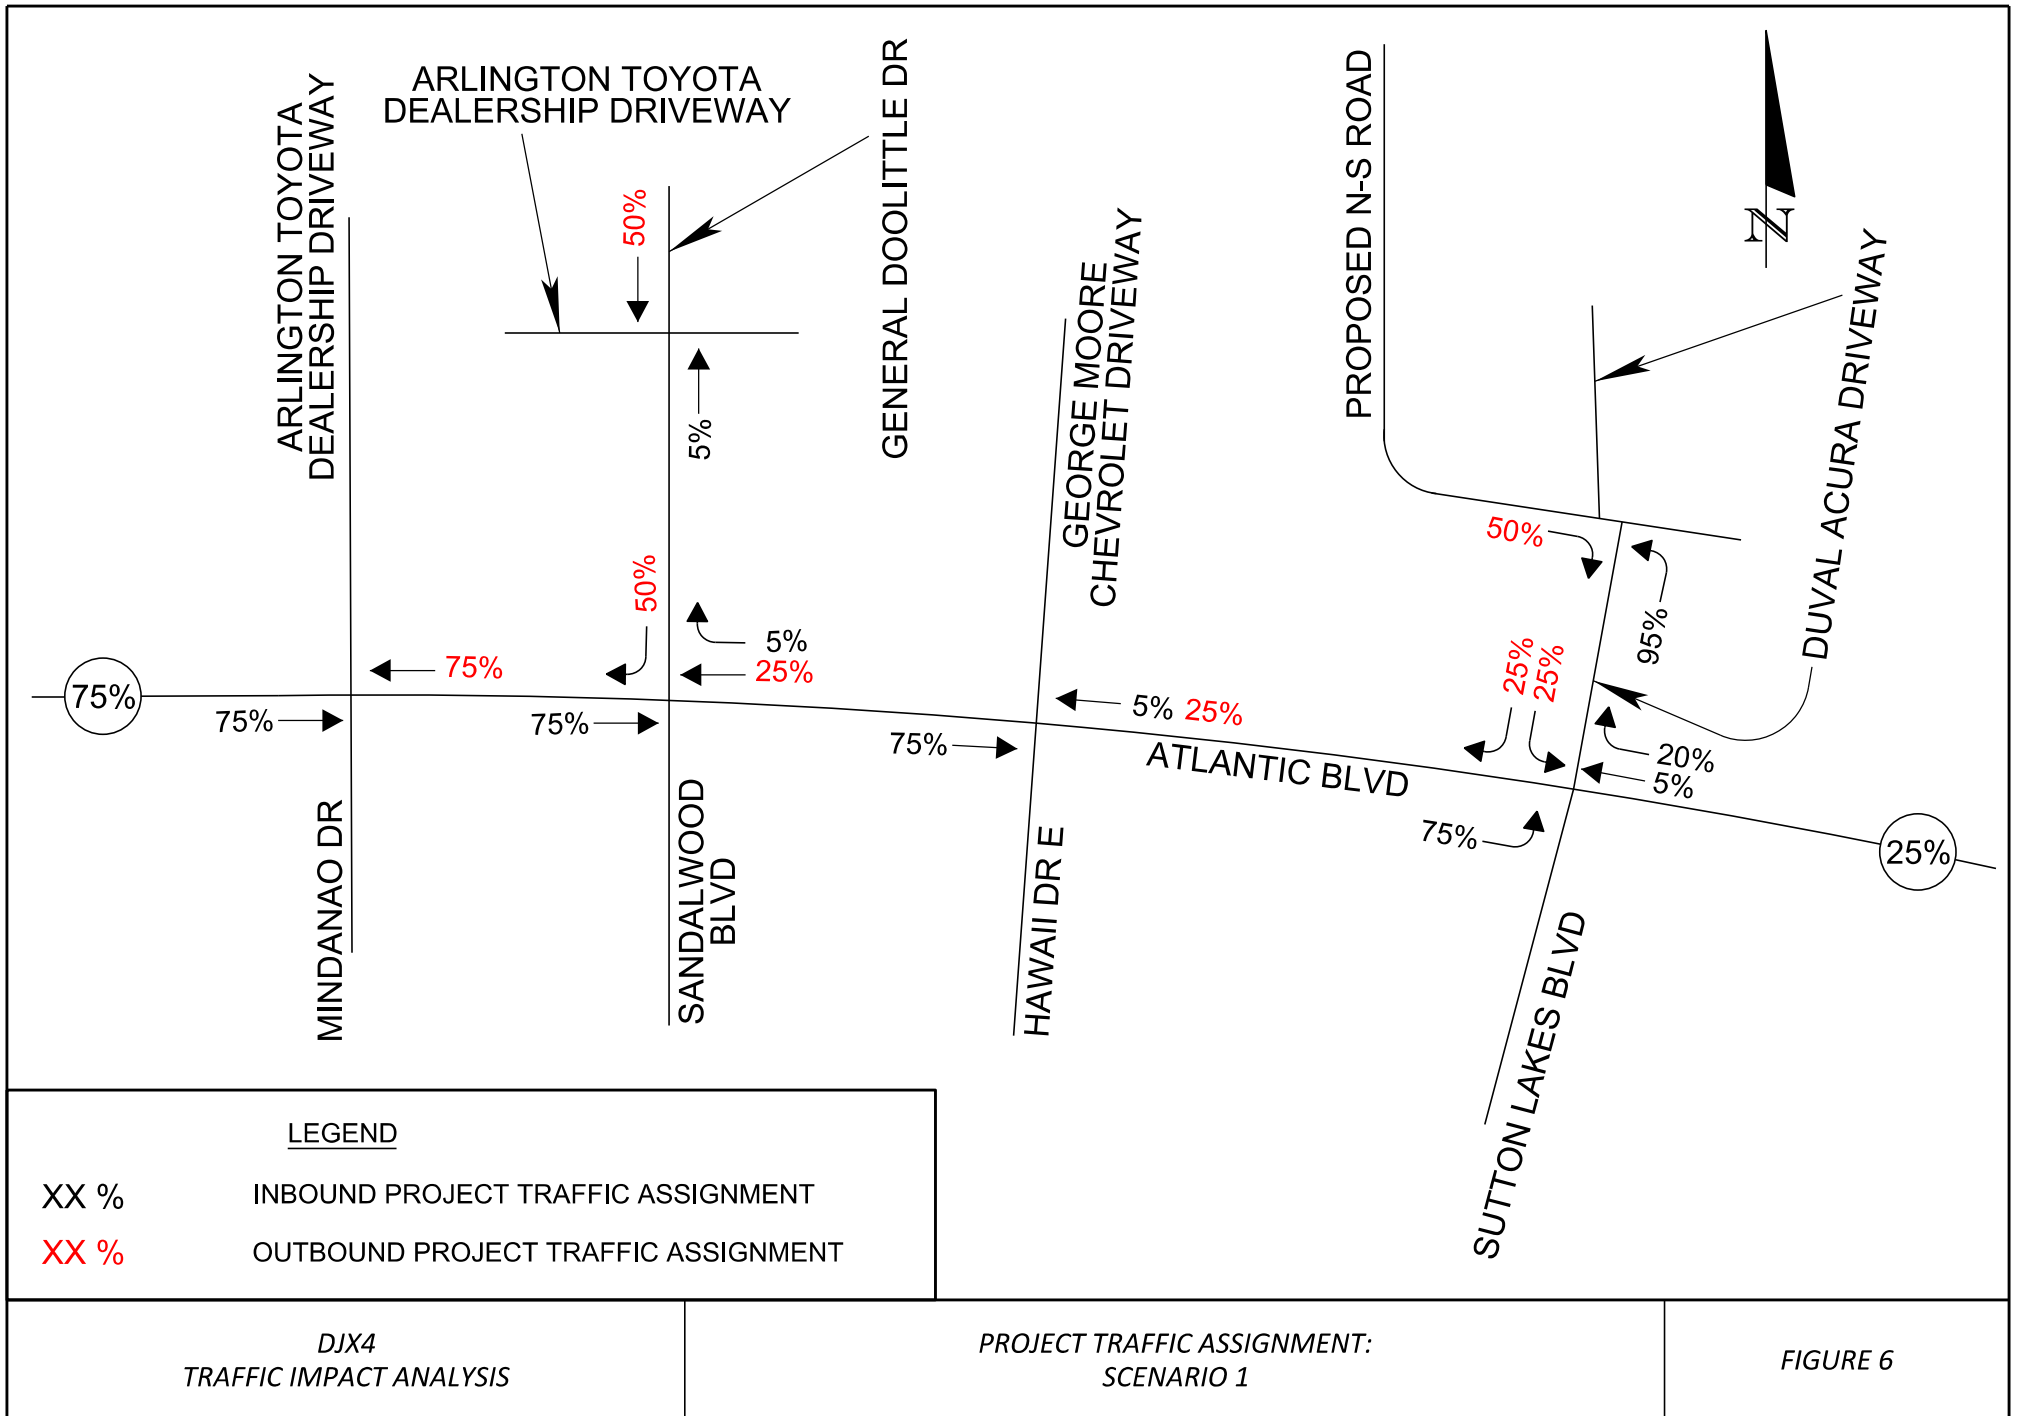 ARLINGTON TOYOTA
DEALERSHIP DRIVEWAY
ARLINGTON TOYOTA
DEALERSHIP DRIVEWAY
GENERAL DOOLITTLE DR
PROPOSED N-S ROAD
N
50%
5%
GEORGE MOORE
CHEVROLET DRIVEWAY
DUVAL ACURA DRIVEWAY
50%
95%
50%
5%
25%
75%
75%
75%
75%
5% 25%
75%
ATLANTIC BLVD
25%
25%
20%
5%
75%
25%
MINDANAO DR
SANDALWOOD
BLVD
HAWAII DR E
SUTTON LAKES BLVD
LEGEND
XX % INBOUND PROJECT TRAFFIC ASSIGNMENT
XX % OUTBOUND PROJECT TRAFFIC ASSIGNMENT
DJX4
TRAFFIC IMPACT ANALYSIS
PROJECT TRAFFIC ASSIGNMENT:
SCENARIO 1
FIGURE 6